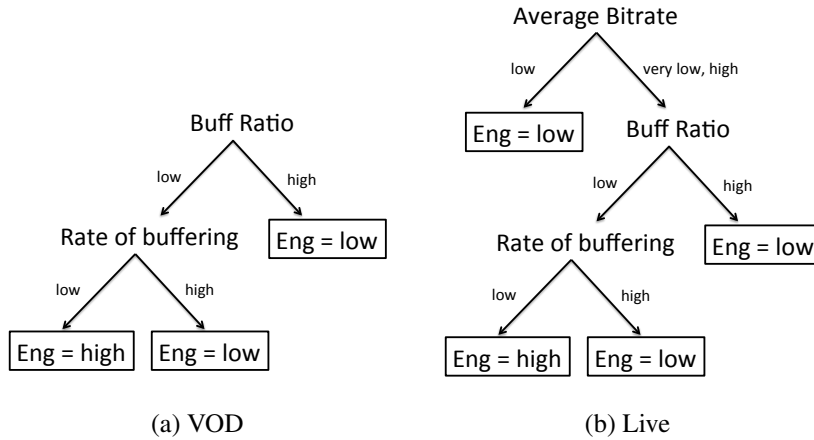 Buff Ratio
low
high
Rate of buffering
Eng = low
low
high
Eng = high
Eng = low
(a) VOD
Average Bitrate
low
very low, high
Eng = low
Buff Ratio
low
high
Rate of buffering
Eng = low
low
high
Eng = high
Eng = low
(b) Live